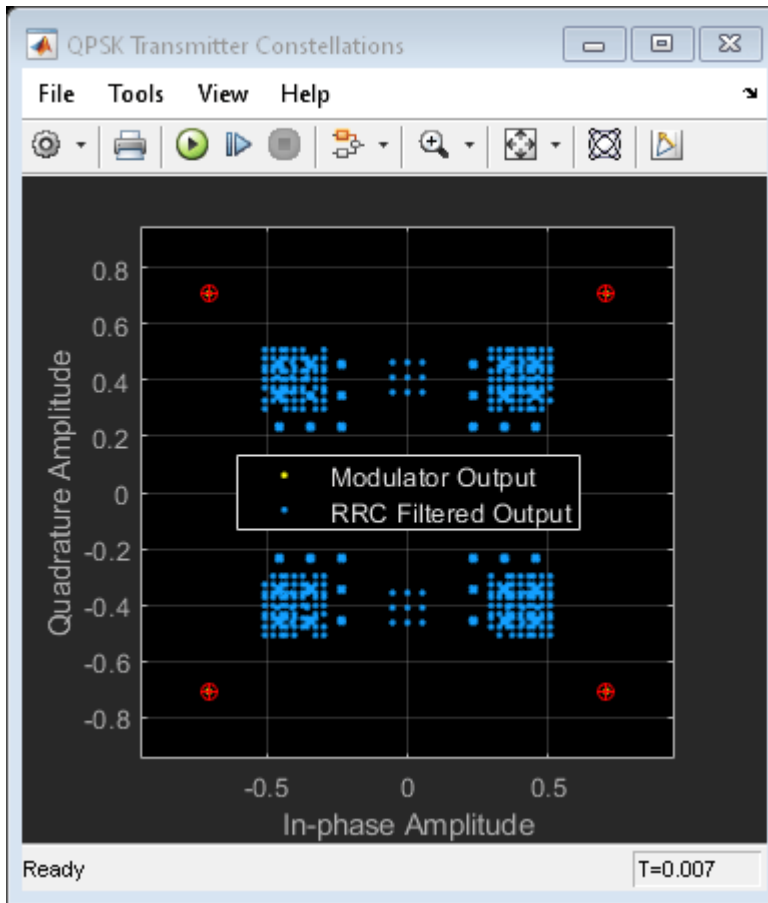 QPSK Transmitter Constellations
File Tools View Help
0.8
0.6
0.4
0.2
0
-0.2
-0.4
-0.6
-0.8
Quadrature Amplitude
Modulator Output
RRC Filtered Output
-0.5 0 0.5
In-phase Amplitude
Ready T=0.007